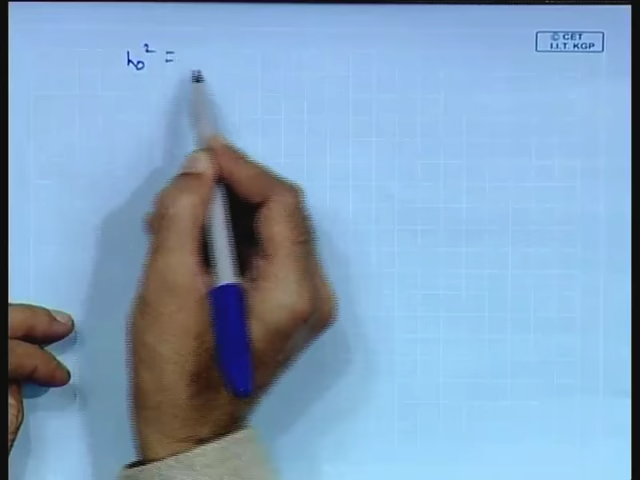 h₀² =
© CET
I.I.T. KGP